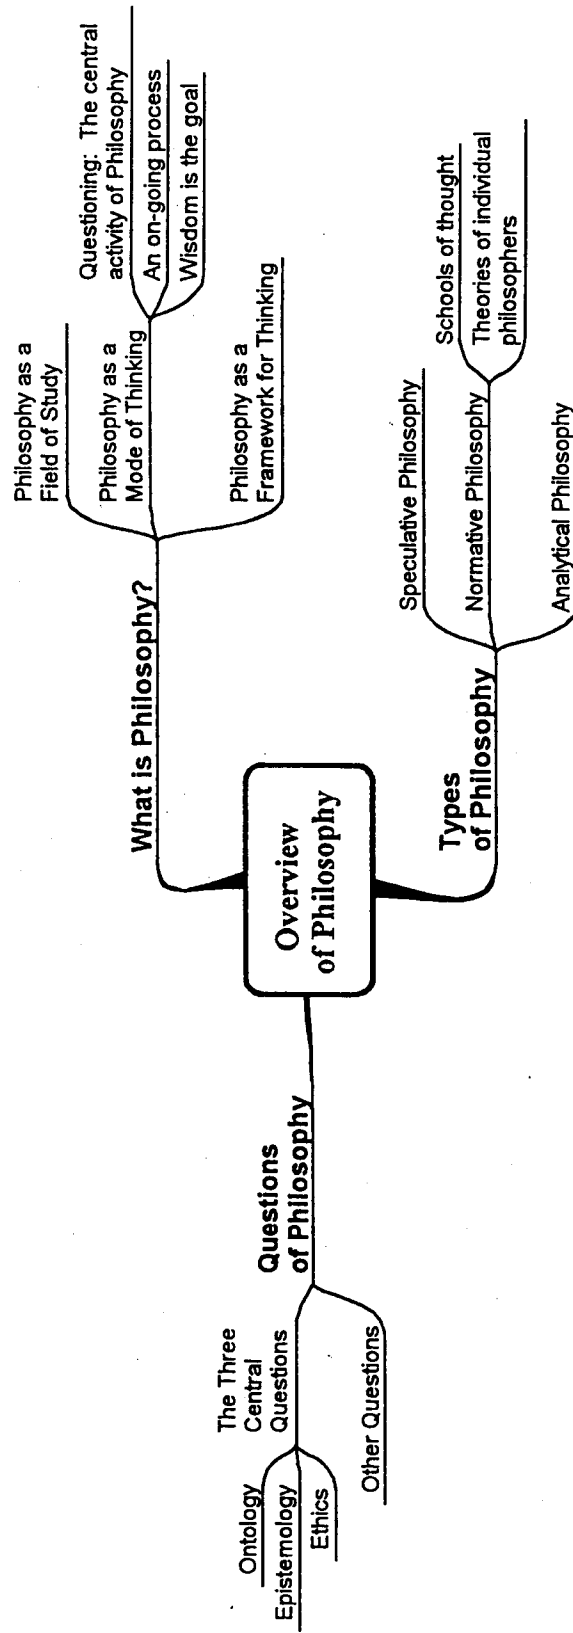 Overview
of Philosophy
What is Philosophy?
Philosophy as a
Field of Study
Philosophy as a
Mode of Thinking
Questioning: The central
activity of Philosophy
An on-going process
Wisdom is the goal
Philosophy as a
Framework for Thinking
Types
of Philosophy
Speculative Philosophy
Normative Philosophy
Schools of thought
Theories of individual
philosophers
Analytical Philosophy
Questions
of Philosophy
The Three
Central
Questions
Ontology
Epistemology
Ethics
Other Questions